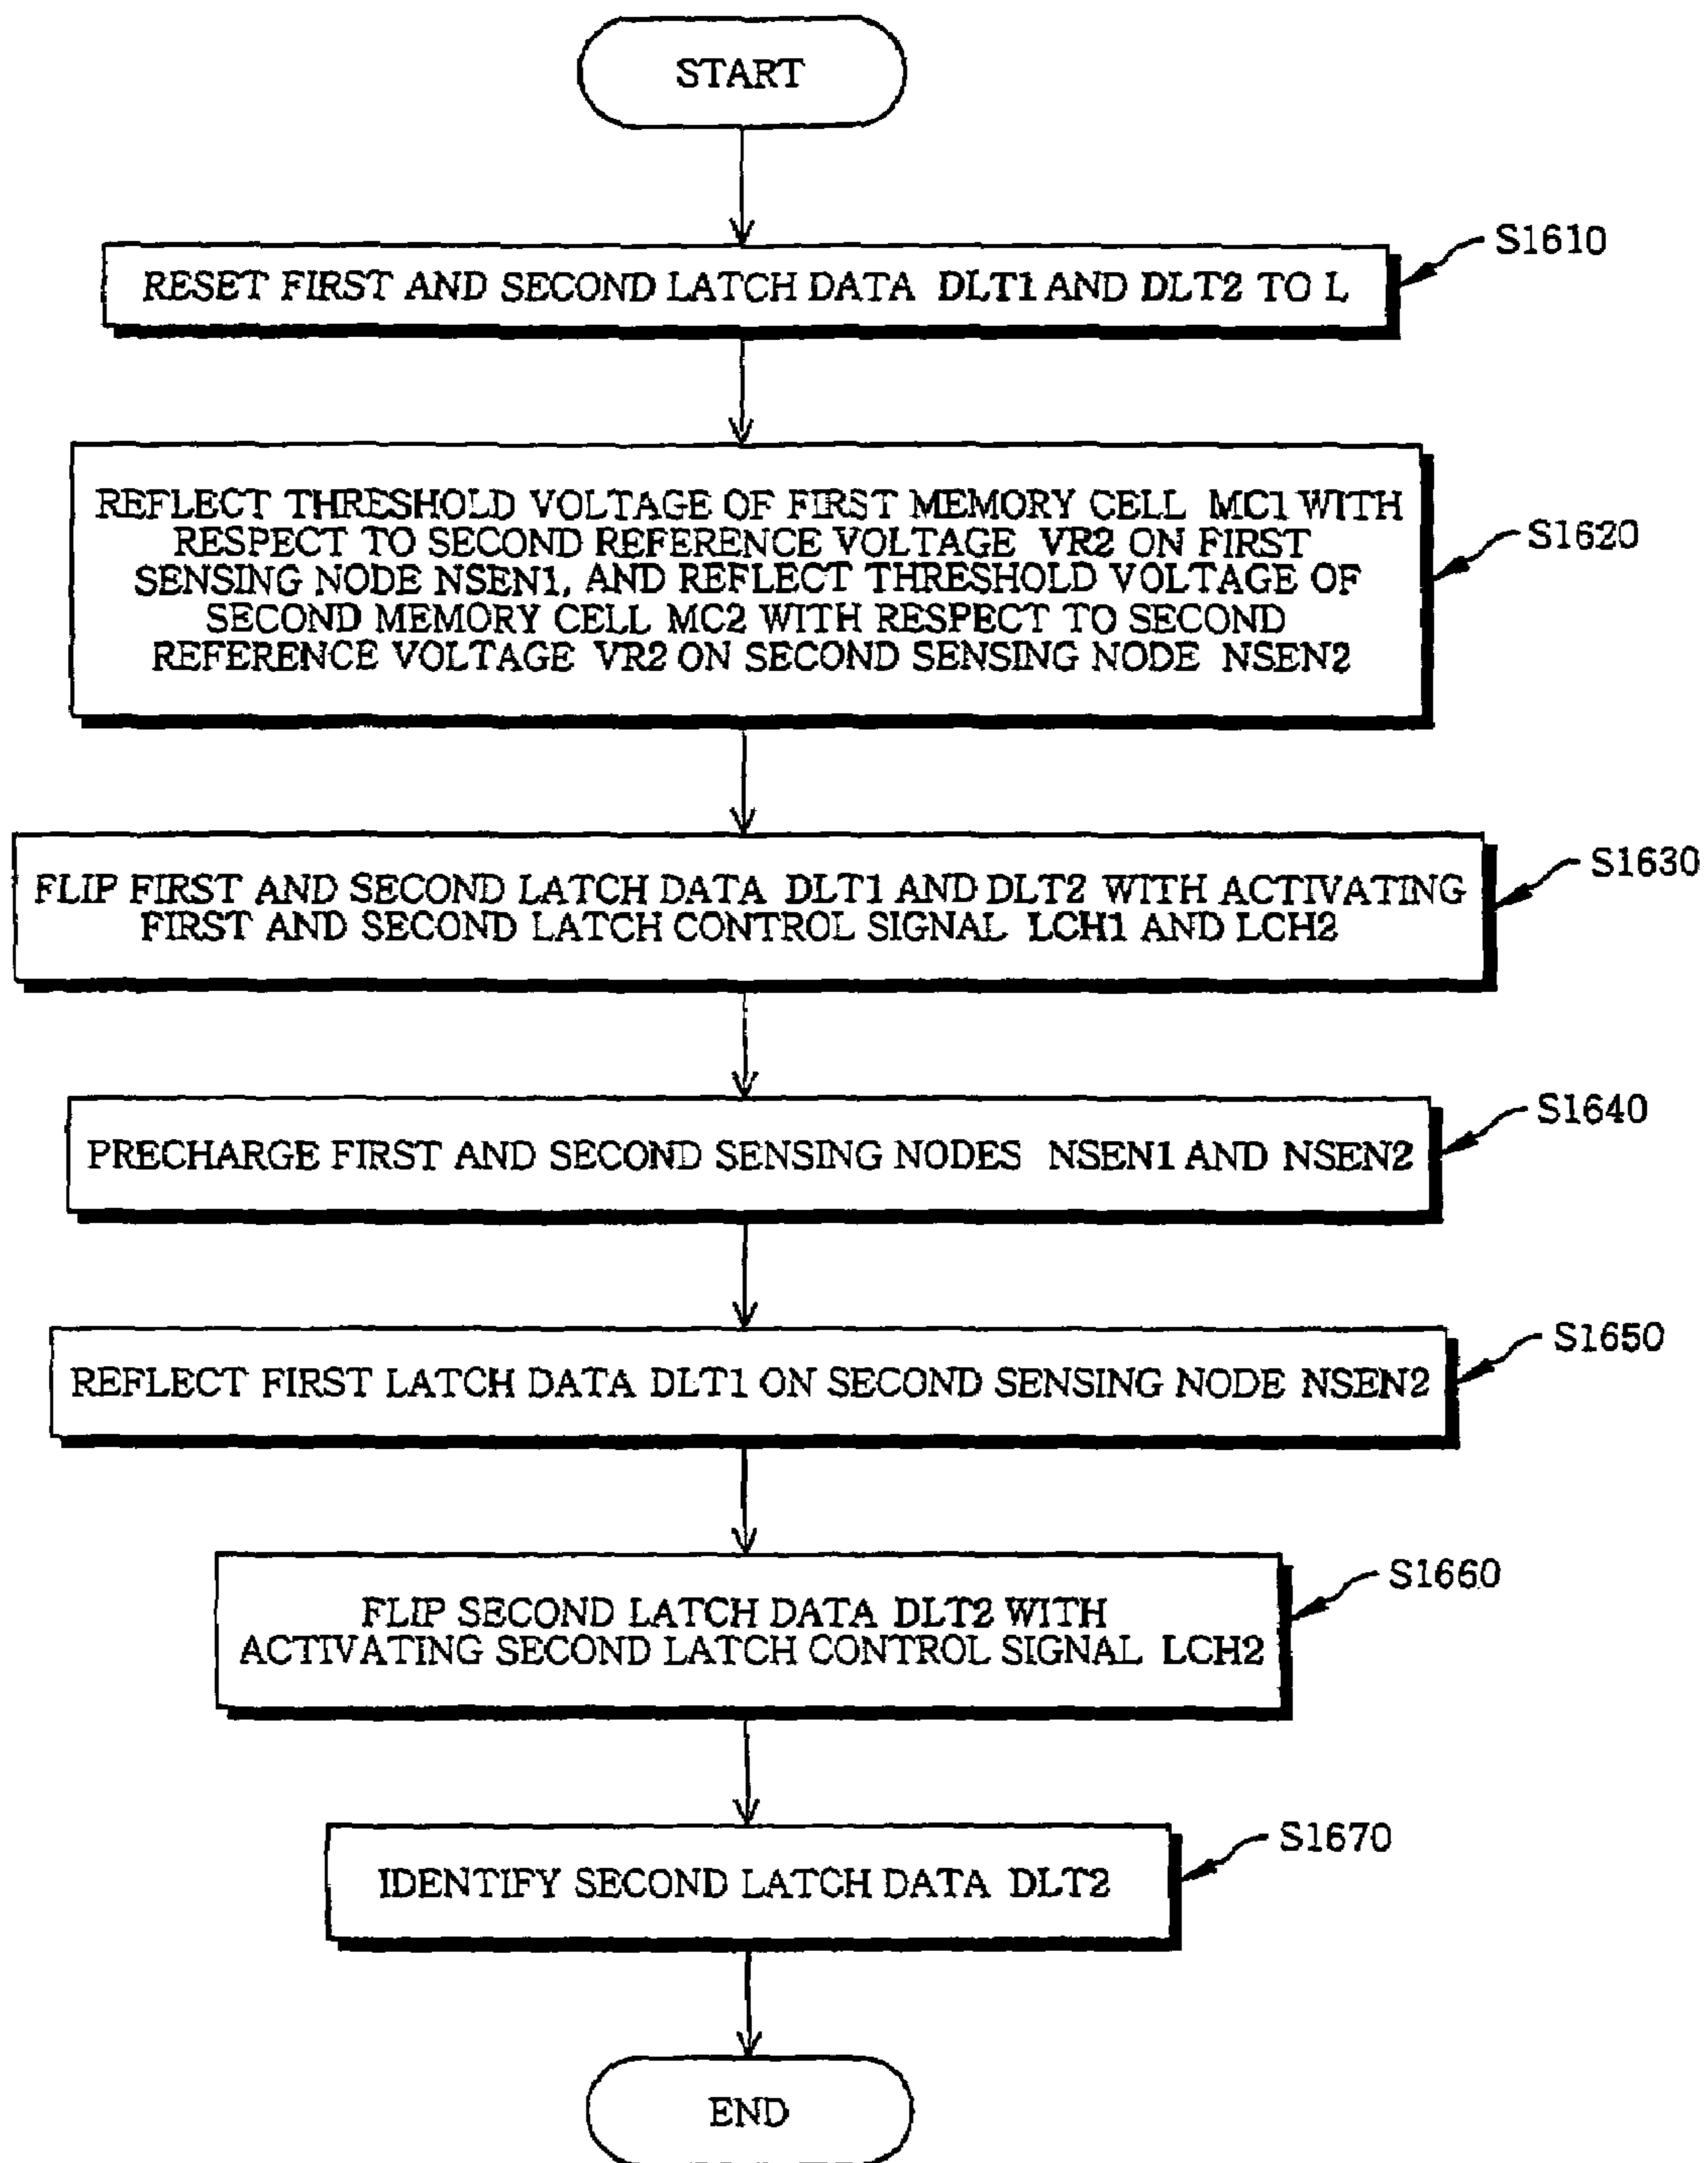 START
S1610
RESET FIRST AND SECOND LATCH DATA DLT1 AND DLT2 TO L
REFLECT THRESHOLD VOLTAGE OF FIRST MEMORY CELL MC1 WITH
RESPECT TO SECOND REFERENCE VOLTAGE VR2 ON FIRST
SENSING NODE NSEN1, AND REFLECT THRESHOLD VOLTAGE OF
SECOND MEMORY CELL MC2 WITH RESPECT TO SECOND
REFERENCE VOLTAGE VR2 ON SECOND SENSING NODE NSEN2
S1620
FLIP FIRST AND SECOND LATCH DATA DLT1 AND DLT2 WITH ACTIVATING
FIRST AND SECOND LATCH CONTROL SIGNAL LCH1 AND LCH2
S1630
PRECHARGE FIRST AND SECOND SENSING NODES NSEN1 AND NSEN2
S1640
REFLECT FIRST LATCH DATA DLT1 ON SECOND SENSING NODE NSEN2
S1650
FLIP SECOND LATCH DATA DLT2 WITH
ACTIVATING SECOND LATCH CONTROL SIGNAL LCH2
S1660
IDENTIFY SECOND LATCH DATA DLT2
S1670
END